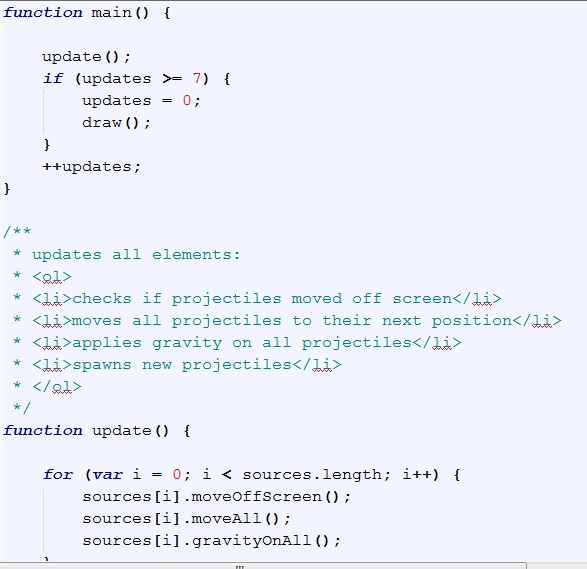 function main() {
update();
if (updates >= 7) {
updates = 0;
draw();
}
++updates;
}
/**
* updates all elements:
* <ol>
* <li>checks if projectiles moved off screen</li>
* <li>moves all projectiles to their next position</li>
* <li>applies gravity on all projectiles</li>
* <li>spawns new projectiles</li>
* </ol>
*/
function update() {
for (var i = 0; i < sources.length; i++) {
sources[i].moveOffScreen();
sources[i].moveAll();
sources[i].gravityOnAll();
}